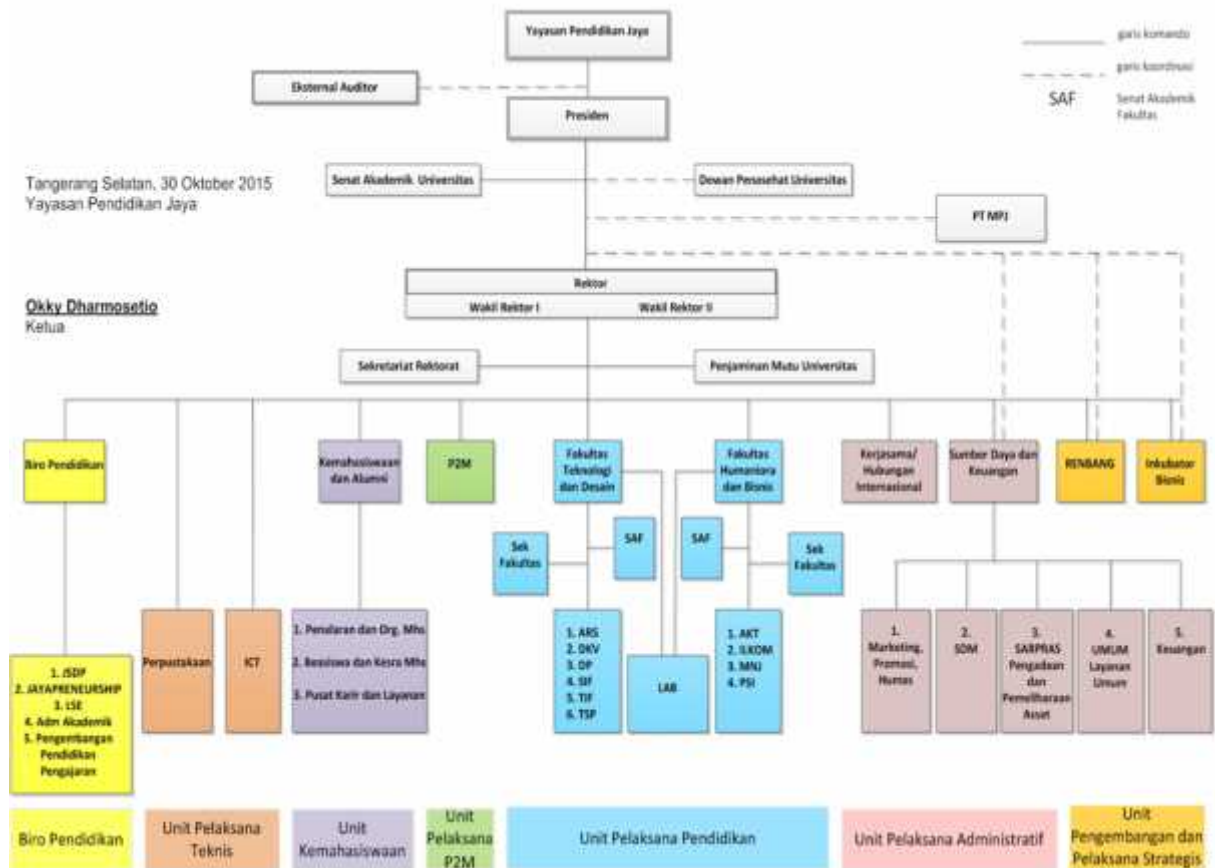 Yayasan Pendidikan Jaya
garis komando
garis koordinasi
SAF
Senat Akademik
Fakultas
Eksternal Auditor
Presiden
Tangerang Selatan, 30 Oktober 2015
Yayasan Pendidikan Jaya
Senat Akademik Universitas
Dewan Penasehat Universitas
PT MPJ
Rektor
Wakil Rektor I
Wakil Rektor II
Okky Dharmosetio
Ketua
Sekretariat Rektorat
Penjaminan Mutu Universitas
Biro Pendidikan
Kemahasiswaan
dan Alumni
P2M
Fakultas
Teknologi
dan Desain
Fakultas
Humaniora
dan Bisnis
Kerjasama/
Hubungan
Internasional
Sumber Daya dan
Keuangan
RENBANG
Inkubator
Bisnis
Sek
Fakultas
SAF
SAF
Sek
Fakultas
1. JSDP
2. JAYAPRENEURSHIP
3. LSE
4. Adm Akademik
5. Pengembangan
Pendidikan
Pengajaran
Perpustakaan
ICT
1. Penalaran dan Org. Mhs
2. Beasiswa dan Kesra Mhs
3. Pusat Karir dan Layanan
1. ARS
2. DKV
3. DP
4. SIF
5. TIF
6. TSP
LAB
1. AKT
2. ILKOM
3. MNJ
4. PSI
1.
Marketing,
Promosi,
Humas
2.
SDM
3.
SARPRAS
Pengadaan
dan
Pemeliharaan
Asset
4.
UMUM
Layanan
Umum
5.
Keuangan
Biro Pendidikan
Unit Pelaksana
Teknis
Unit
Kemahasiswaan
Unit
Pelaksana
P2M
Unit Pelaksana Pendidikan
Unit Pelaksana Administratif
Unit
Pengembangan dan
Pelaksana Strategis